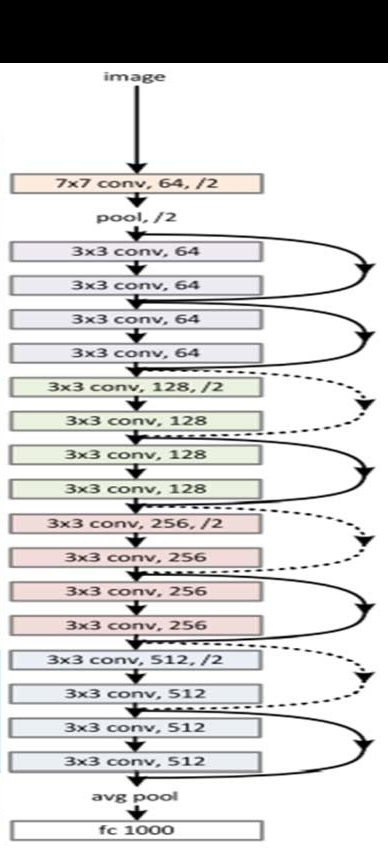 image
7x7 conv, 64, /2
pool, /2
3x3 conv, 64
3x3 conv, 64
3x3 conv, 64
3x3 conv, 64
3x3 conv, 128, /2
3x3 conv, 128
3x3 conv, 128
3x3 conv, 128
3x3 conv, 256, /2
3x3 conv, 256
3x3 conv, 256
3x3 conv, 256
3x3 conv, 512, /2
3x3 conv, 512
3x3 conv, 512
3x3 conv, 512
avg pool
fc 1000